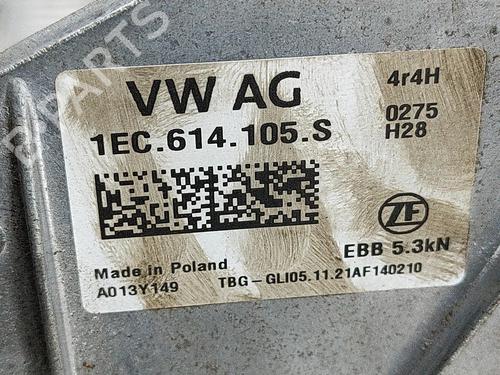 VW AG
4r4H
1EC.614.105.S
0275
H28
ZF
EBB 5.3kN
Made in Poland
A013Y149
TBG-GLI05.11.21AF140210
B-PARTS